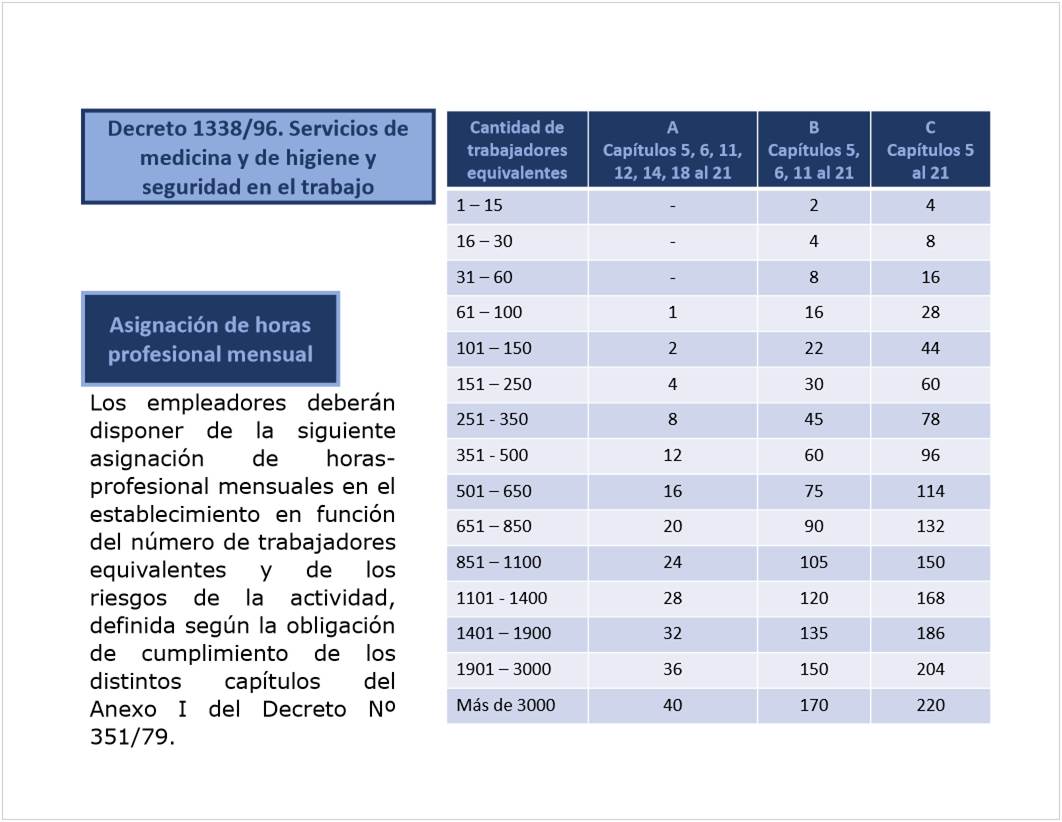 Decreto 1338/96. Servicios de
medicina y de higiene y
seguridad en el trabajo
Asignación de horas
profesional mensual
Los empleadores deberán
disponer de la siguiente
asignación de horas-
profesional mensuales en el
establecimiento en función
del número de trabajadores
equivalentes y de los
riesgos de la actividad,
definida según la obligación
de cumplimiento de los
distintos capítulos del
Anexo I del Decreto Nº
351/79.
Cantidad de A B C
trabajadores Capítulos 5, 6, 11, Capítulos 5, Capítulos 5
equivalentes 12, 14, 18 al 21 6, 11 al 21 al 21
1 – 15 - 2 4
16 – 30 - 4 8
31 – 60 - 8 16
61 – 100 1 16 28
101 – 150 2 22 44
151 – 250 4 30 60
251 - 350 8 45 78
351 - 500 12 60 96
501 – 650 16 75 114
651 – 850 20 90 132
851 – 1100 24 105 150
1101 - 1400 28 120 168
1401 – 1900 32 135 186
1901 – 3000 36 150 204
Más de 3000 40 170 220